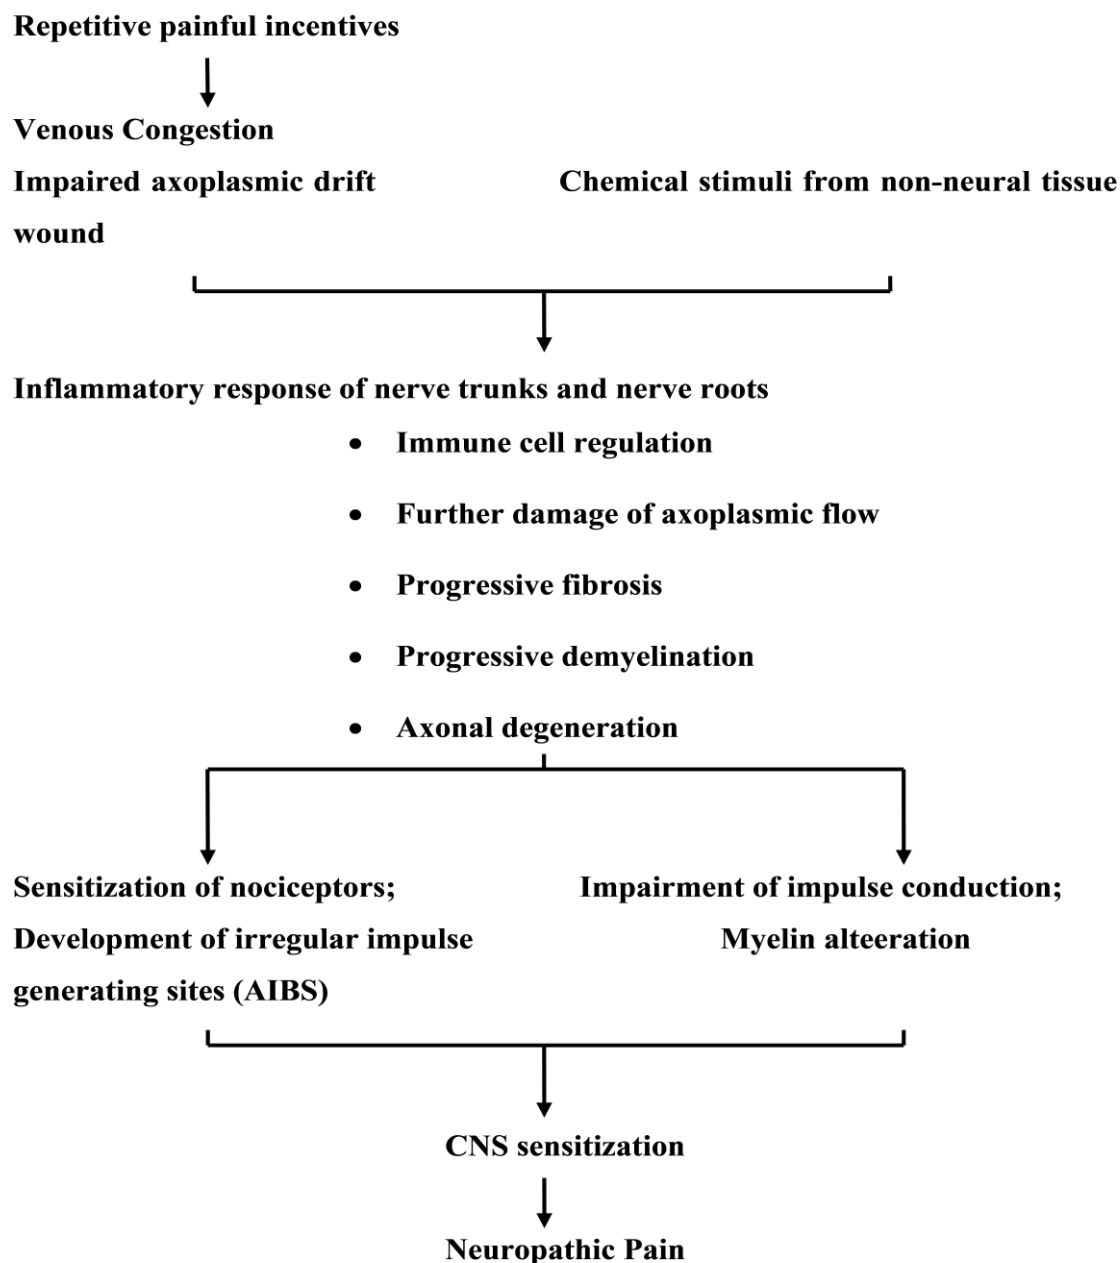 Repetitive painful incentives
Venous Congestion
Impaired axoplasmic drift
Chemical stimuli from non-neural tissue
wound
Inflammatory response of nerve trunks and nerve roots
• Immune cell regulation
• Further damage of axoplasmic flow
• Progressive fibrosis
• Progressive demyelination
• Axonal degeneration
Sensitization of nociceptors;
Development of irregular impulse
generating sites (AIBS)
Impairment of impulse conduction;
Myelin alteeration
CNS sensitization
Neuropathic Pain